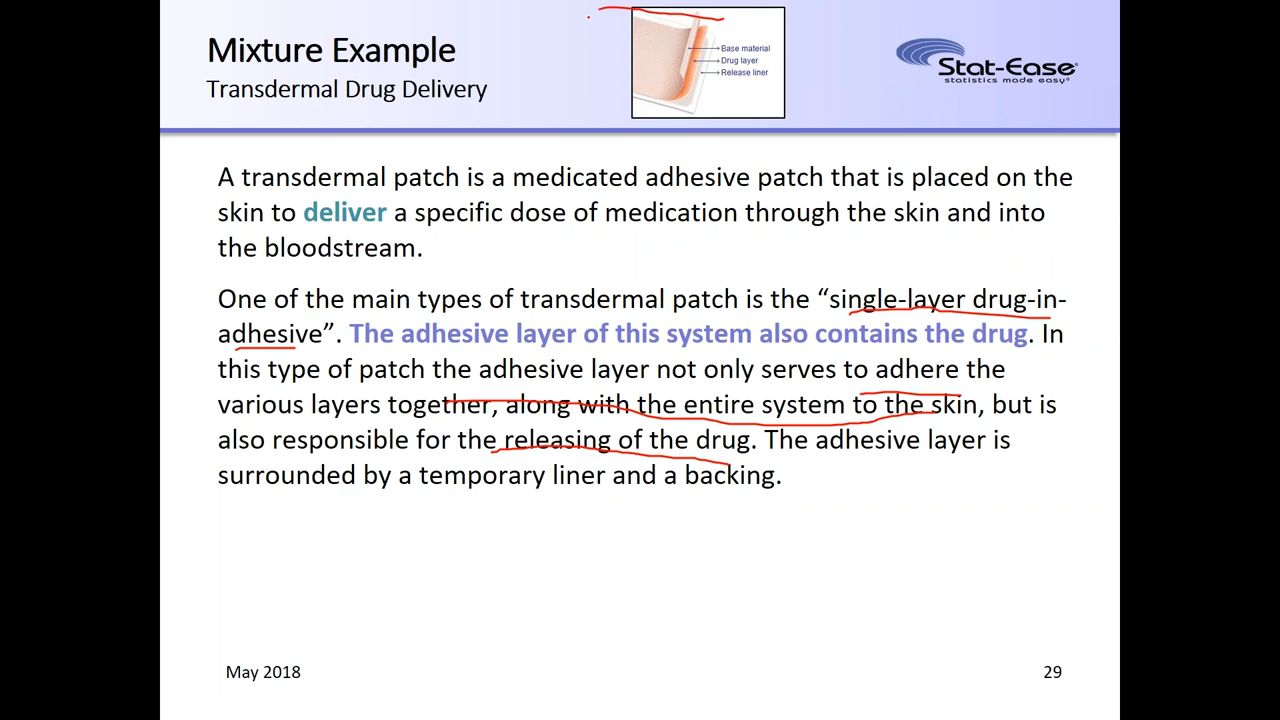 Mixture Example
Transdermal Drug Delivery
Base material
Drug layer
Release liner
Stat-Ease
statistics made easy®
A transdermal patch is a medicated adhesive patch that is placed on the
skin to deliver a specific dose of medication through the skin and into
the bloodstream.
One of the main types of transdermal patch is the “single-layer drug-in-
adhesive”. The adhesive layer of this system also contains the drug. In
this type of patch the adhesive layer not only serves to adhere the
various layers together, along with the entire system to the skin, but is
also responsible for the releasing of the drug. The adhesive layer is
surrounded by a temporary liner and a backing.
May 2018
29